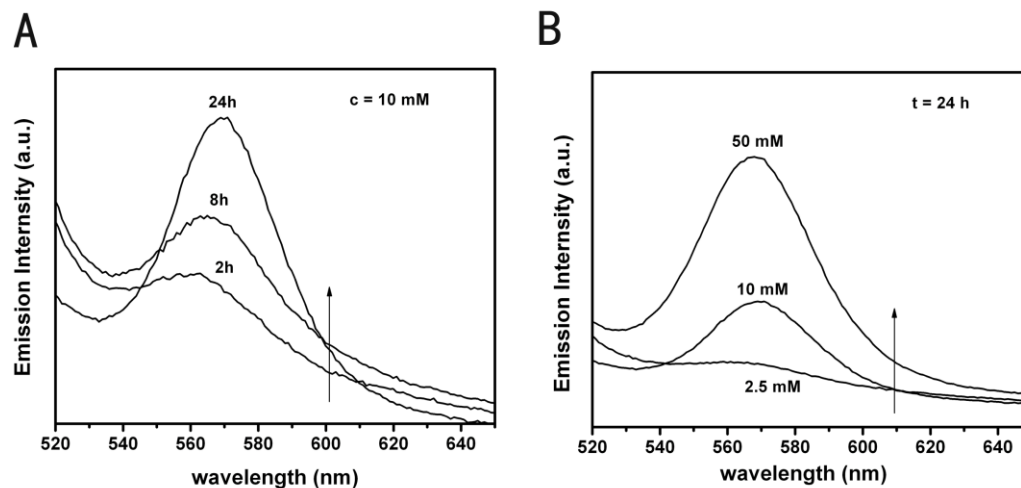 A
Emission Internsity (a.u.)
24h
8h
2h
c = 10 mM
520 540 560 580 600 620 640
wavelength (nm)
B
Emission Internsity (a.u.)
t = 24 h
50 mM
10 mM
2.5 mM
520 540 560 580 600 620 640
wavelength (nm)